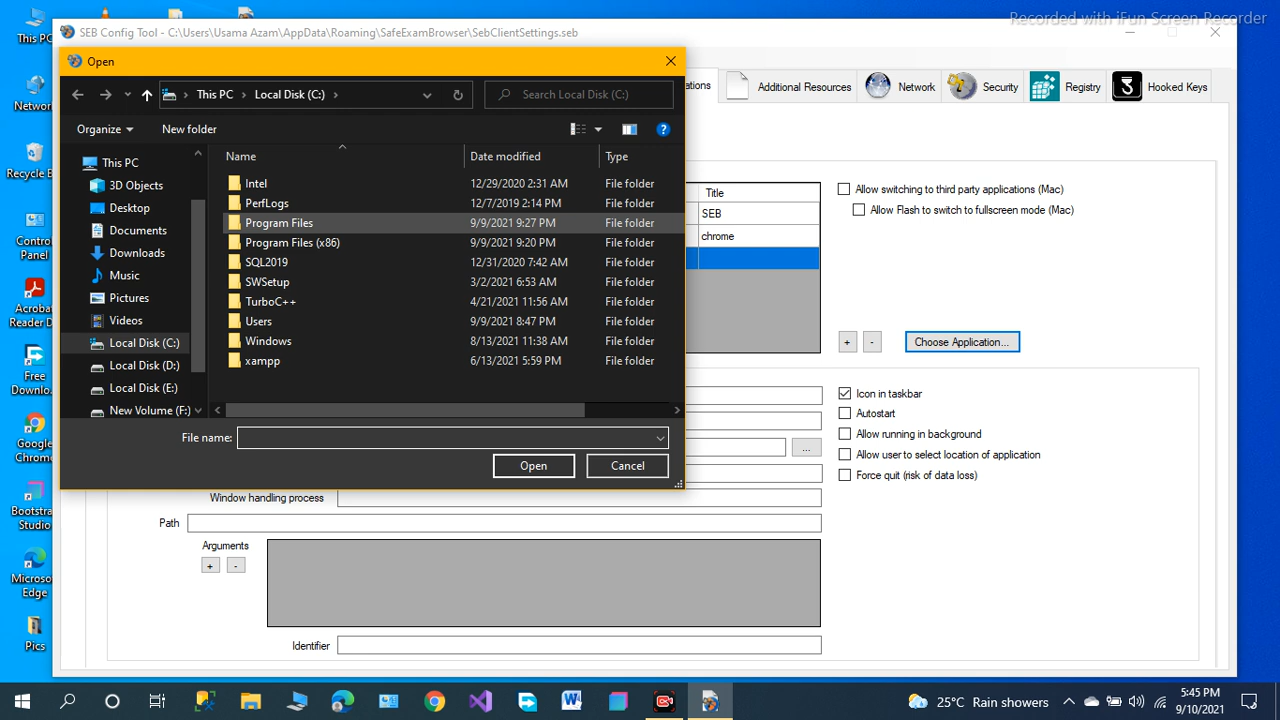 Recorded with iFun Screen Recorder
This PC
Network
Recycle B
Control
Panel
Acroba
Reader D
Free
Downlo...
Google
Chrome
Bootstra
Studio
Microso
Edge
Pics
SEB Config Tool - C:\Users\Usama Azam\AppData\Roaming\SafeExamBrowser\SebClientSettings.seb
ations
Additional Resources
Network
Security
Registry
Hooked Keys
Open
This PC > Local Disk (C:) >
Search Local Disk (C:)
Organize
New folder
This PC
3D Objects
Desktop
Documents
Downloads
Music
Pictures
Videos
Local Disk (C:)
Local Disk (D:)
Local Disk (E:)
New Volume (F:)
Name Date modified Type
Intel 12/29/2020 2:31 AM File folder
PerfLogs 12/7/2019 2:14 PM File folder
Program Files 9/9/2021 9:27 PM File folder
Program Files (x86) 9/9/2021 9:20 PM File folder
SQL2019 12/31/2020 7:42 AM File folder
SWSetup 3/2/2021 6:53 AM File folder
TurboC++ 4/21/2021 11:56 AM File folder
Users 9/9/2021 8:47 PM File folder
Windows 8/13/2021 11:38 AM File folder
xampp 6/13/2021 5:59 PM File folder
File name:
Open
Cancel
Title
SEB
chrome
Allow switching to third party applications (Mac)
Allow Flash to switch to fullscreen mode (Mac)
+ - Choose Application...
Icon in taskbar
Autostart
Allow running in background
... Allow user to select location of application
Force quit (risk of data loss)
Window handling process
Path
Arguments
+ -
Identifier
25°C Rain showers
5:45 PM
9/10/2021